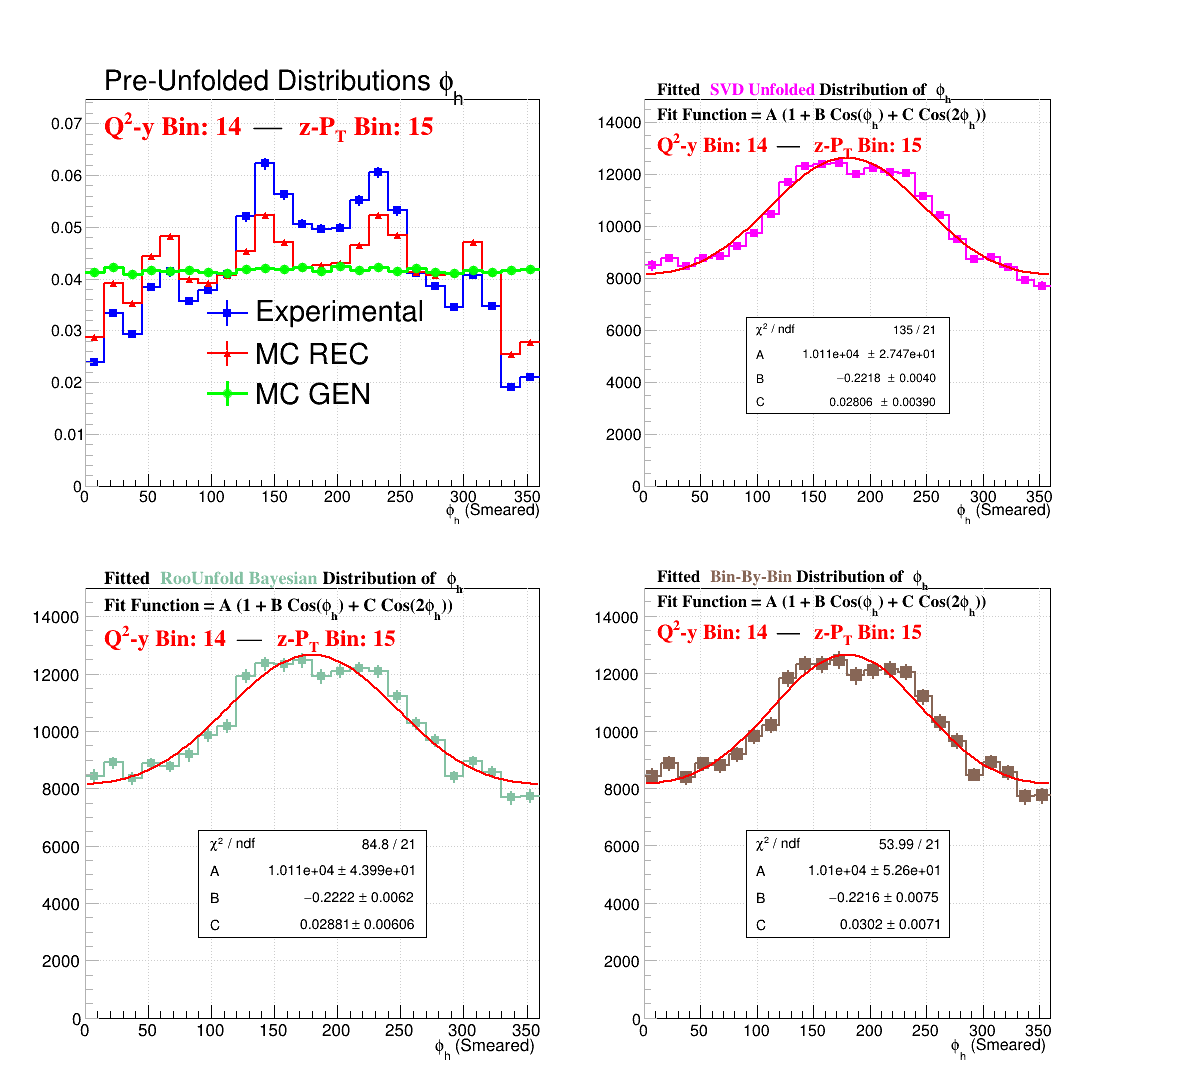 Pre-Unfolded Distributions ϕh
Q²-y Bin: 14 — z-PT Bin: 15
0.07
0.06
0.05
0.04
0.03
0.02
0.01
0
Experimental
MC REC
MC GEN
0 50 100 150 200 250 300 350
ϕh (Smeared)
Fitted SVD Unfolded Distribution of ϕh
Fit Function = A (1 + B Cos(ϕh) + C Cos(2ϕh))
Q²-y Bin: 14 — z-PT Bin: 15
14000
12000
10000
8000
6000
4000
2000
0
χ² / ndf 135 / 21
A 1.011e+04 ± 2.747e+01
B −0.2218 ± 0.0040
C 0.02806 ± 0.00390
0 50 100 150 200 250 300 350
ϕh (Smeared)
Fitted RooUnfold Bayesian Distribution of ϕh
Fit Function = A (1 + B Cos(ϕh) + C Cos(2ϕh))
Q²-y Bin: 14 — z-PT Bin: 15
14000
12000
10000
8000
6000
4000
2000
0
χ² / ndf 84.8 / 21
A 1.011e+04 ± 4.399e+01
B −0.2222 ± 0.0062
C 0.02881 ± 0.00606
0 50 100 150 200 250 300 350
ϕh (Smeared)
Fitted Bin-By-Bin Distribution of ϕh
Fit Function = A (1 + B Cos(ϕh) + C Cos(2ϕh))
Q²-y Bin: 14 — z-PT Bin: 15
14000
12000
10000
8000
6000
4000
2000
0
χ² / ndf 53.99 / 21
A 1.01e+04 ± 5.26e+01
B −0.2216 ± 0.0075
C 0.0302 ± 0.0071
0 50 100 150 200 250 300 350
ϕh (Smeared)